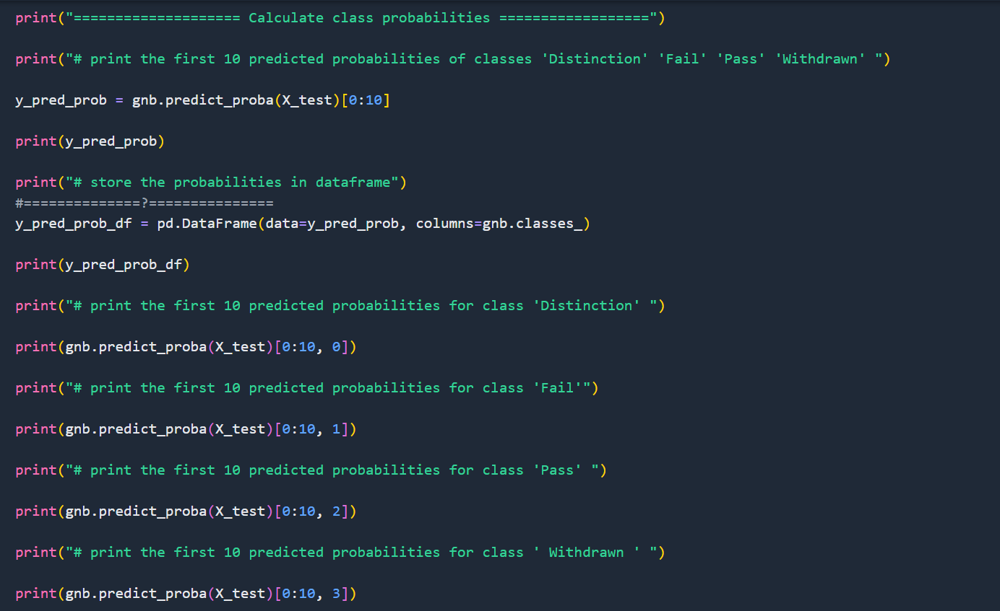 print("==================== Calculate class probabilities ==================")
print("# print the first 10 predicted probabilities of classes 'Distinction' 'Fail' 'Pass' 'Withdrawn' ")
y_pred_prob = gnb.predict_proba(X_test)[0:10]
print(y_pred_prob)
print("# store the probabilities in dataframe")
#==============?===============
y_pred_prob_df = pd.DataFrame(data=y_pred_prob, columns=gnb.classes_)
print(y_pred_prob_df)
print("# print the first 10 predicted probabilities for class 'Distinction' ")
print(gnb.predict_proba(X_test)[0:10, 0])
print("# print the first 10 predicted probabilities for class 'Fail'")
print(gnb.predict_proba(X_test)[0:10, 1])
print("# print the first 10 predicted probabilities for class 'Pass' ")
print(gnb.predict_proba(X_test)[0:10, 2])
print("# print the first 10 predicted probabilities for class ' Withdrawn ' ")
print(gnb.predict_proba(X_test)[0:10, 3])